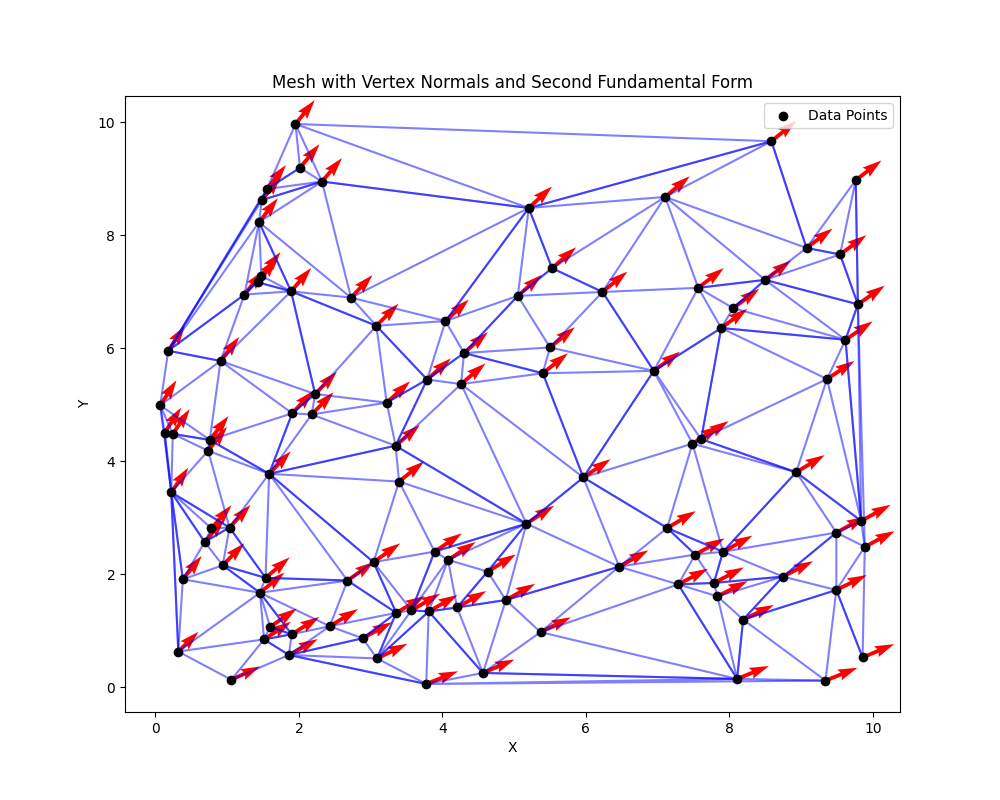 Mesh with Vertex Normals and Second Fundamental Form
Data Points
10
8
6
4
2
0
Y
0 2 4 6 8 10
X